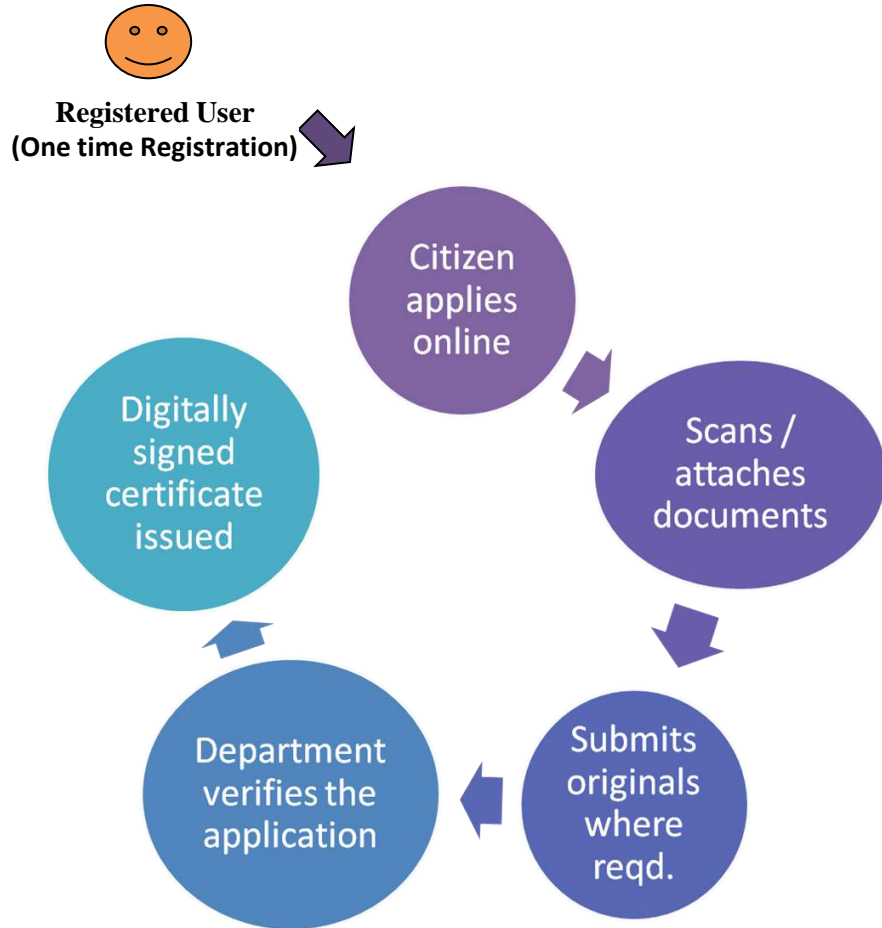 Registered User
(One time Registration)
Citizen
applies
online
Scans /
attaches
documents
Submits
originals
where
reqd.
Department
verifies the
application
Digitally
signed
certificate
issued